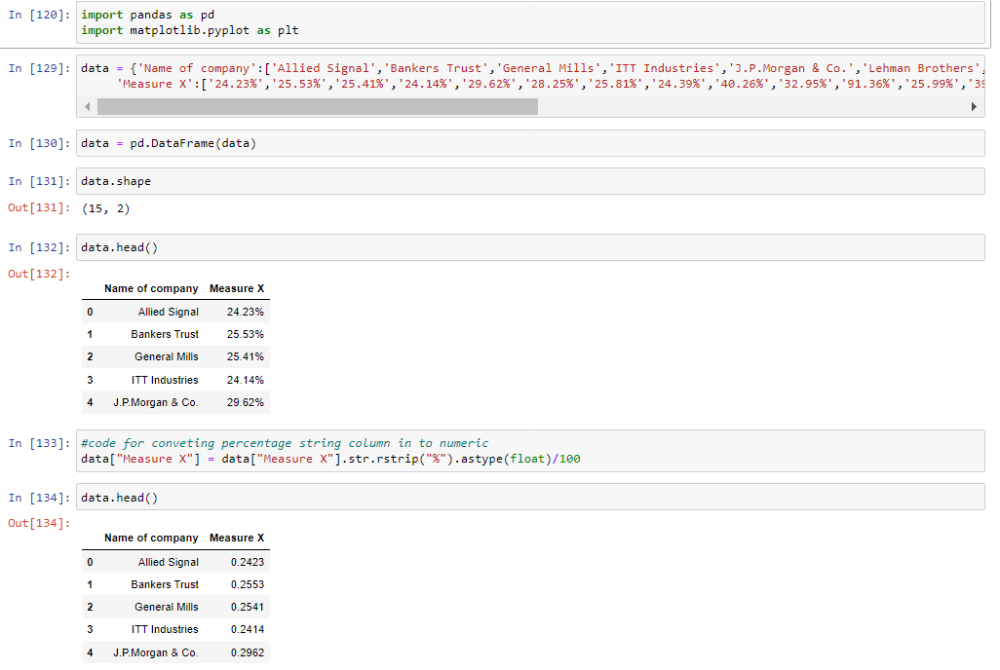 In [120]: import pandas as pd
import matplotlib.pyplot as plt
In [129]: data = {'Name of company':['Allied Signal','Bankers Trust','General Mills','ITT Industries','J.P.Morgan & Co.','Lehman Brothers',
'Measure X':['24.23%','25.53%','25.41%','24.14%','29.62%','28.25%','25.81%','24.39%','40.26%','32.95%','91.36%','25.99%','39
In [130]: data = pd.DataFrame(data)
In [131]: data.shape
Out[131]: (15, 2)
In [132]: data.head()
Out[132]:
Name of company Measure X
0 Allied Signal 24.23%
1 Bankers Trust 25.53%
2 General Mills 25.41%
3 ITT Industries 24.14%
4 J.P.Morgan & Co. 29.62%
In [133]: #code for conveting percentage string column in to numeric
data["Measure X"] = data["Measure X"].str.rstrip("%").astype(float)/100
In [134]: data.head()
Out[134]:
Name of company Measure X
0 Allied Signal 0.2423
1 Bankers Trust 0.2553
2 General Mills 0.2541
3 ITT Industries 0.2414
4 J.P.Morgan & Co. 0.2962